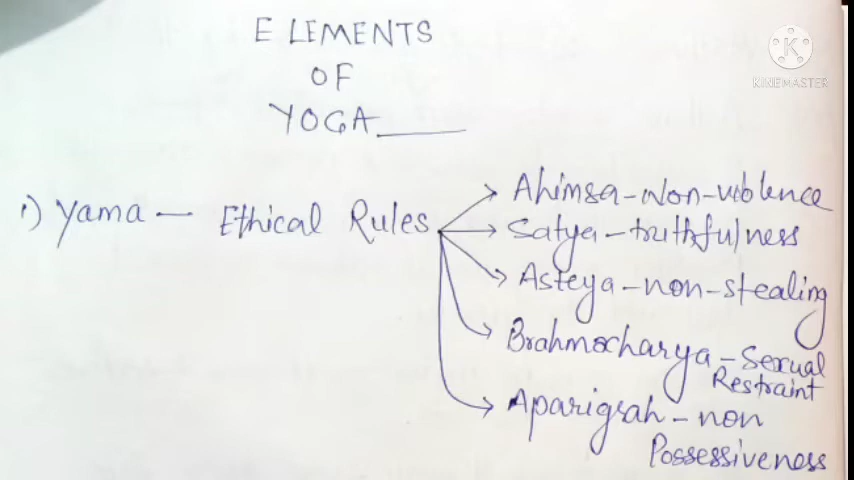 ELEMENTS
OF
YOGA
KINEMASTER
1) Yama — Ethical Rules
Ahimsa-Non-violence
Satya-truthfulness
Asteya-non-stealing
Brahmocharya-Sexual
Restraint
Aparigrah-non
Possessiveness